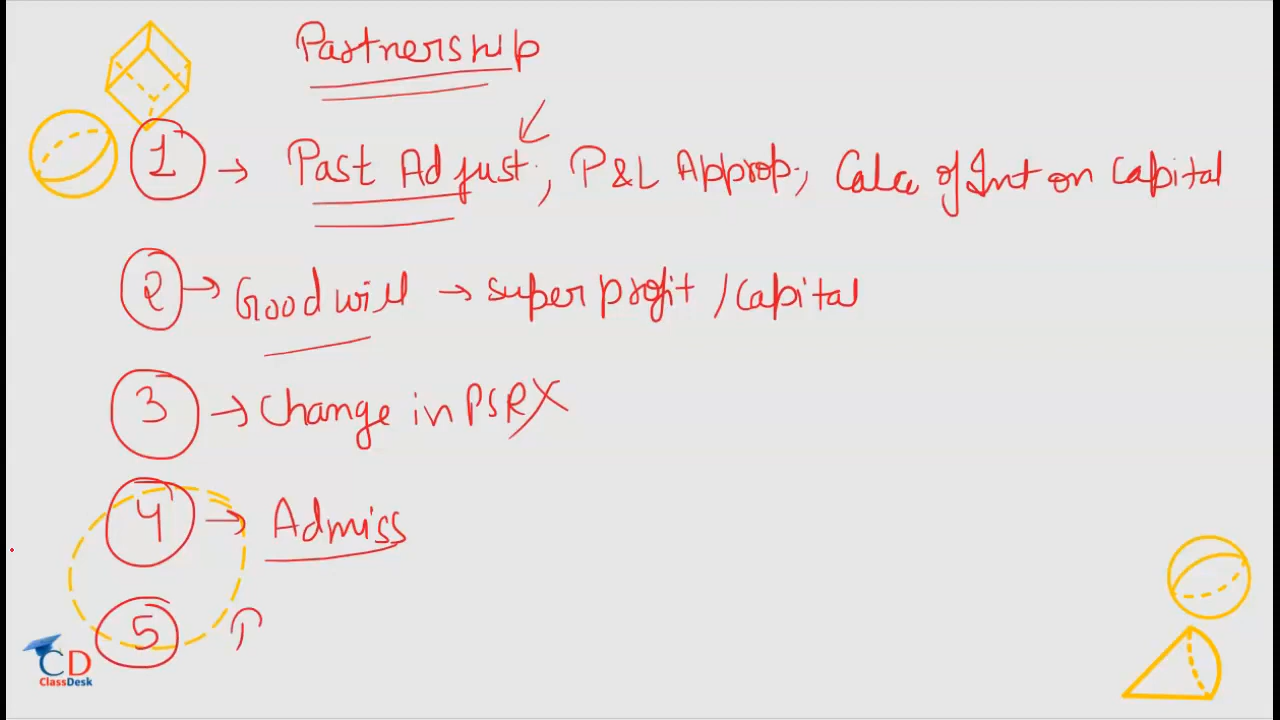 Partnership
1 → Past Adjust., P&L Approp., Calc of Int on Capital
2 → Goodwill → super profit / capital
3 → Change in PSR X
4 → Admiss
5
CD
ClassDesk